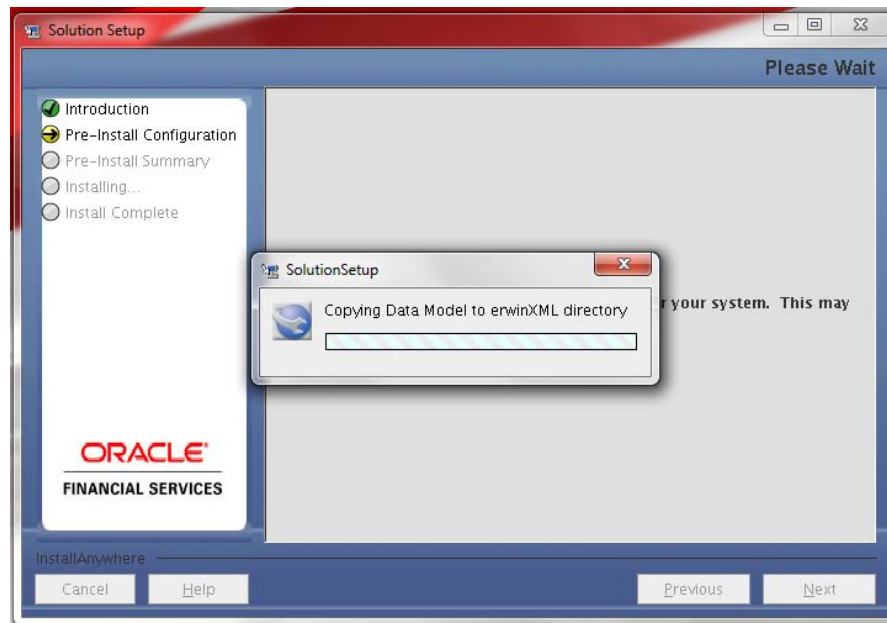 Solution Setup
Please Wait
Introduction
Pre-Install Configuration
Pre-Install Summary
Installing...
Install Complete
SolutionSetup
Copying Data Model to erwinXML directory
your system. This may
ORACLE
FINANCIAL SERVICES
InstallAnywhere
Cancel
Help
Previous
Next